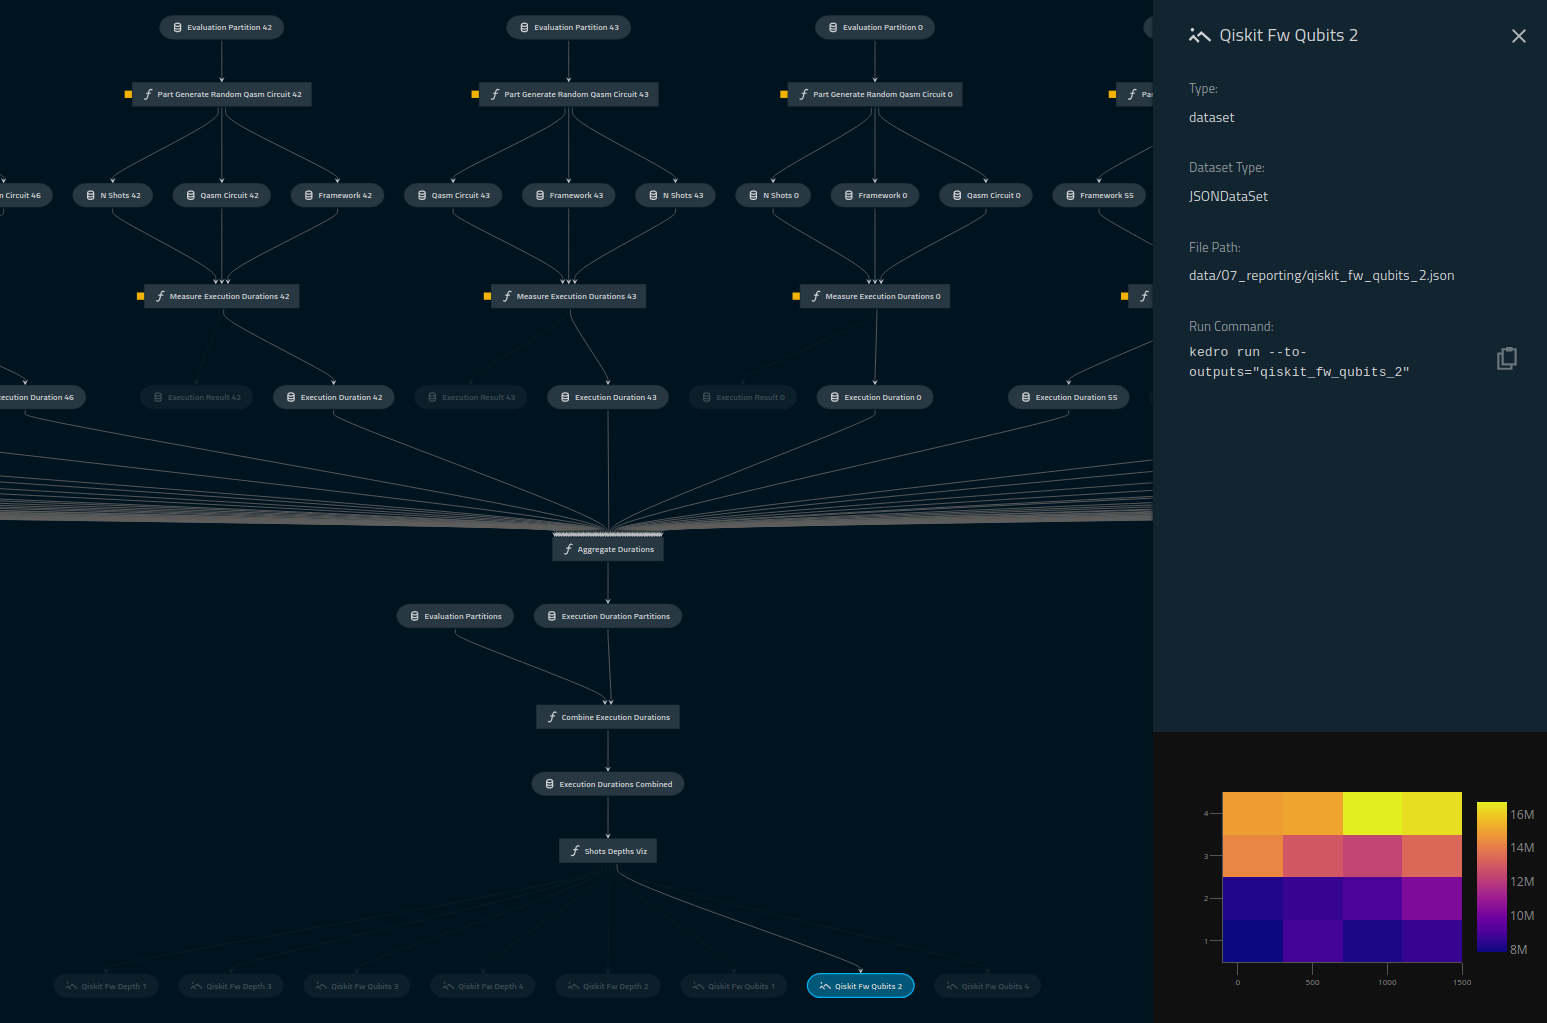 Evaluation Partition 42
Evaluation Partition 43
Evaluation Partition 0
Part Generate Random Qasm Circuit 42
Part Generate Random Qasm Circuit 43
Part Generate Random Qasm Circuit 0
Circuit 46
N Shots 42
Qasm Circuit 42
Framework 42
Qasm Circuit 43
Framework 43
N Shots 43
N Shots 0
Framework 0
Qasm Circuit 0
Framework 55
Measure Execution Durations 42
Measure Execution Durations 43
Measure Execution Durations 0
Duration 46
Execution Result 42
Execution Duration 42
Execution Result 43
Execution Duration 43
Execution Result 0
Execution Duration 0
Execution Duration 55
Aggregate Durations
Evaluation Partitions
Execution Duration Partitions
Combine Execution Durations
Execution Durations Combined
Shots Depths Viz
Qiskit Fw Depth 1
Qiskit Fw Depth 3
Qiskit Fw Qubits 3
Qiskit Fw Depth 4
Qiskit Fw Depth 2
Qiskit Fw Qubits 1
Qiskit Fw Qubits 2
Qiskit Fw Qubits 4
Qiskit Fw Qubits 2
Type:
dataset
Dataset Type:
JSONDataSet
File Path:
data/07_reporting/qiskit_fw_qubits_2.json
Run Command:
kedro run --to-
outputs="qiskit_fw_qubits_2"
4
3
2
1
0
500
1000
1500
16M
14M
12M
10M
8M